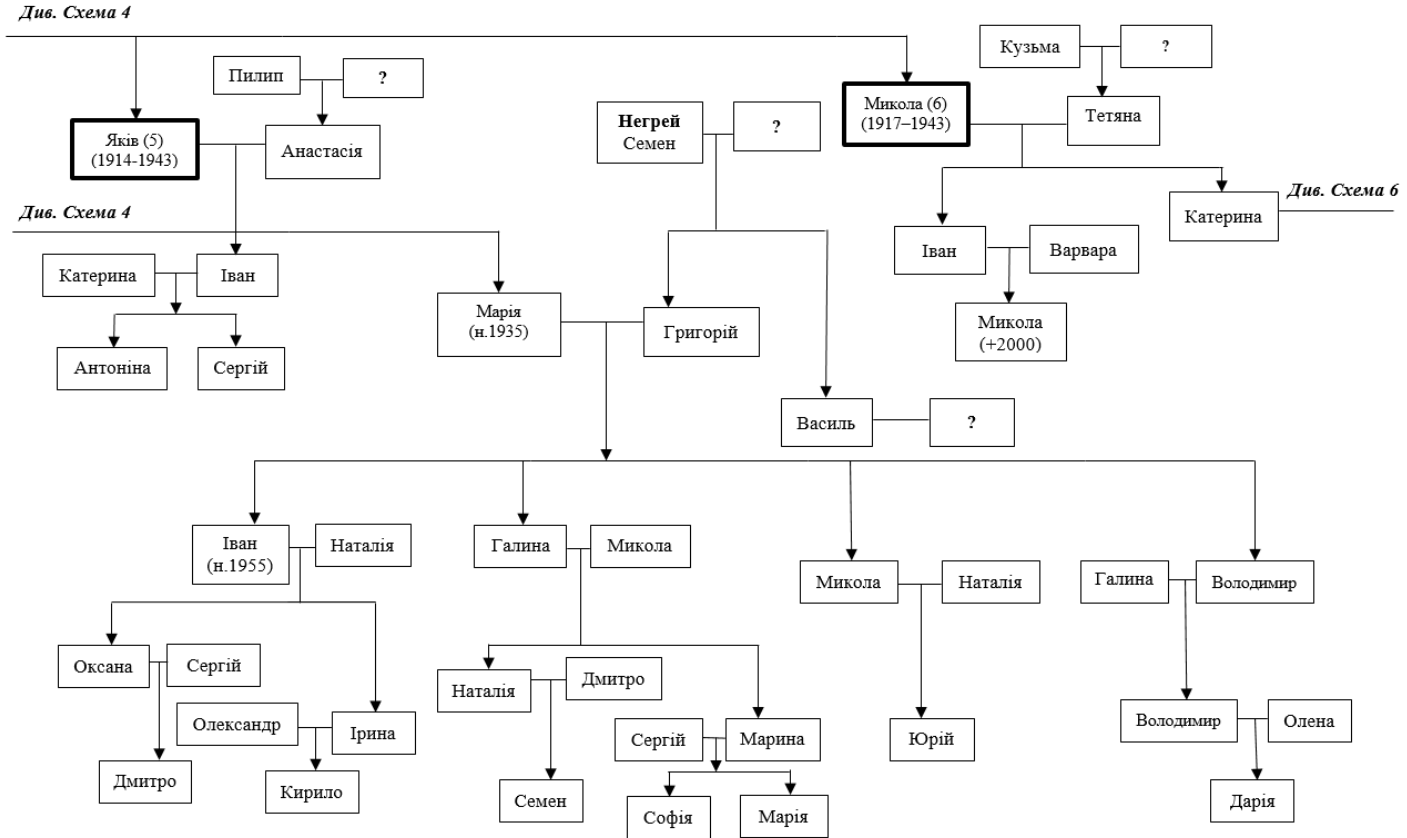 Див. Схема 4
Кузьма
?
Пилип
?
Микола (6)
(1917–1943)
Тетяна
Негрей
Семен
?
Яків (5)
(1914-1943)
Анастасія
Див. Схема 4
Див. Схема 6
Катерина
Іван
Варвара
Катерина
Іван
Марія
(н.1935)
Григорій
Микола
(+2000)
Антоніна
Сергій
Василь
?
Іван
(н.1955)
Наталія
Галина
Микола
Микола
Наталія
Галина
Володимир
Оксана
Сергій
Наталія
Дмитро
Олександр
Ірина
Сергій
Марина
Юрій
Володимир
Олена
Дмитро
Кирило
Семен
Софія
Марія
Дарія